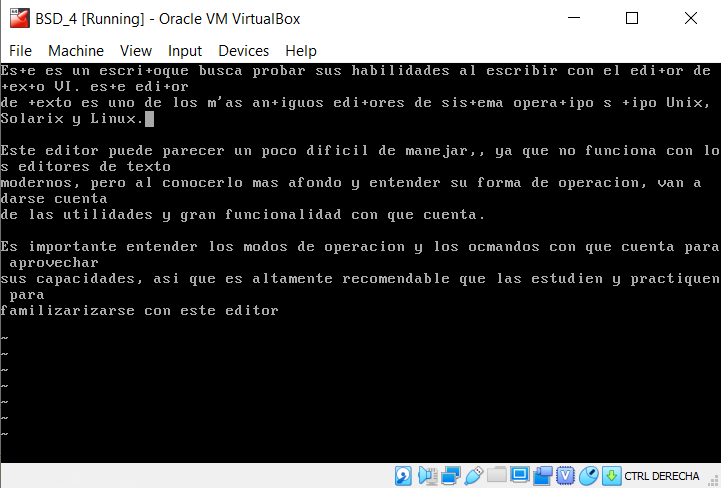 BSD_4 [Running] - Oracle VM VirtualBox
File Machine View Input Devices Help
Es+e es un escri+oque busca probar sus habilidades al escribir con el edi+or de
+ex+o VI. es+e edi+or
de +exto es uno de los m'as an+iguos edi+ores de sis+ema opera+ipo s +ipo Unix,
Solarix y Linux.
Este editor puede parecer un poco dificil de manejar,, ya que no funciona con lo
s editores de texto
modernos, pero al conocerlo mas afondo y entender su forma de operacion, van a
darse cuenta
de las utilidades y gran funcionalidad con que cuenta.
Es importante entender los modos de operacion y los ocmandos con que cuenta para
aprovechar
sus capacidades, asi que es altamente recomendable que las estudien y practiquen
para
familizarizarse con este editor
~
~
~
~
~
~
~
CTRL DERECHA